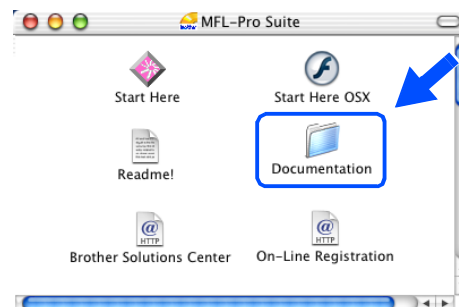 MFL-Pro Suite
Start Here
Start Here OSX
Readme!
Documentation
@
HTTP
@
HTTP
Brother Solutions Center
On-Line Registration